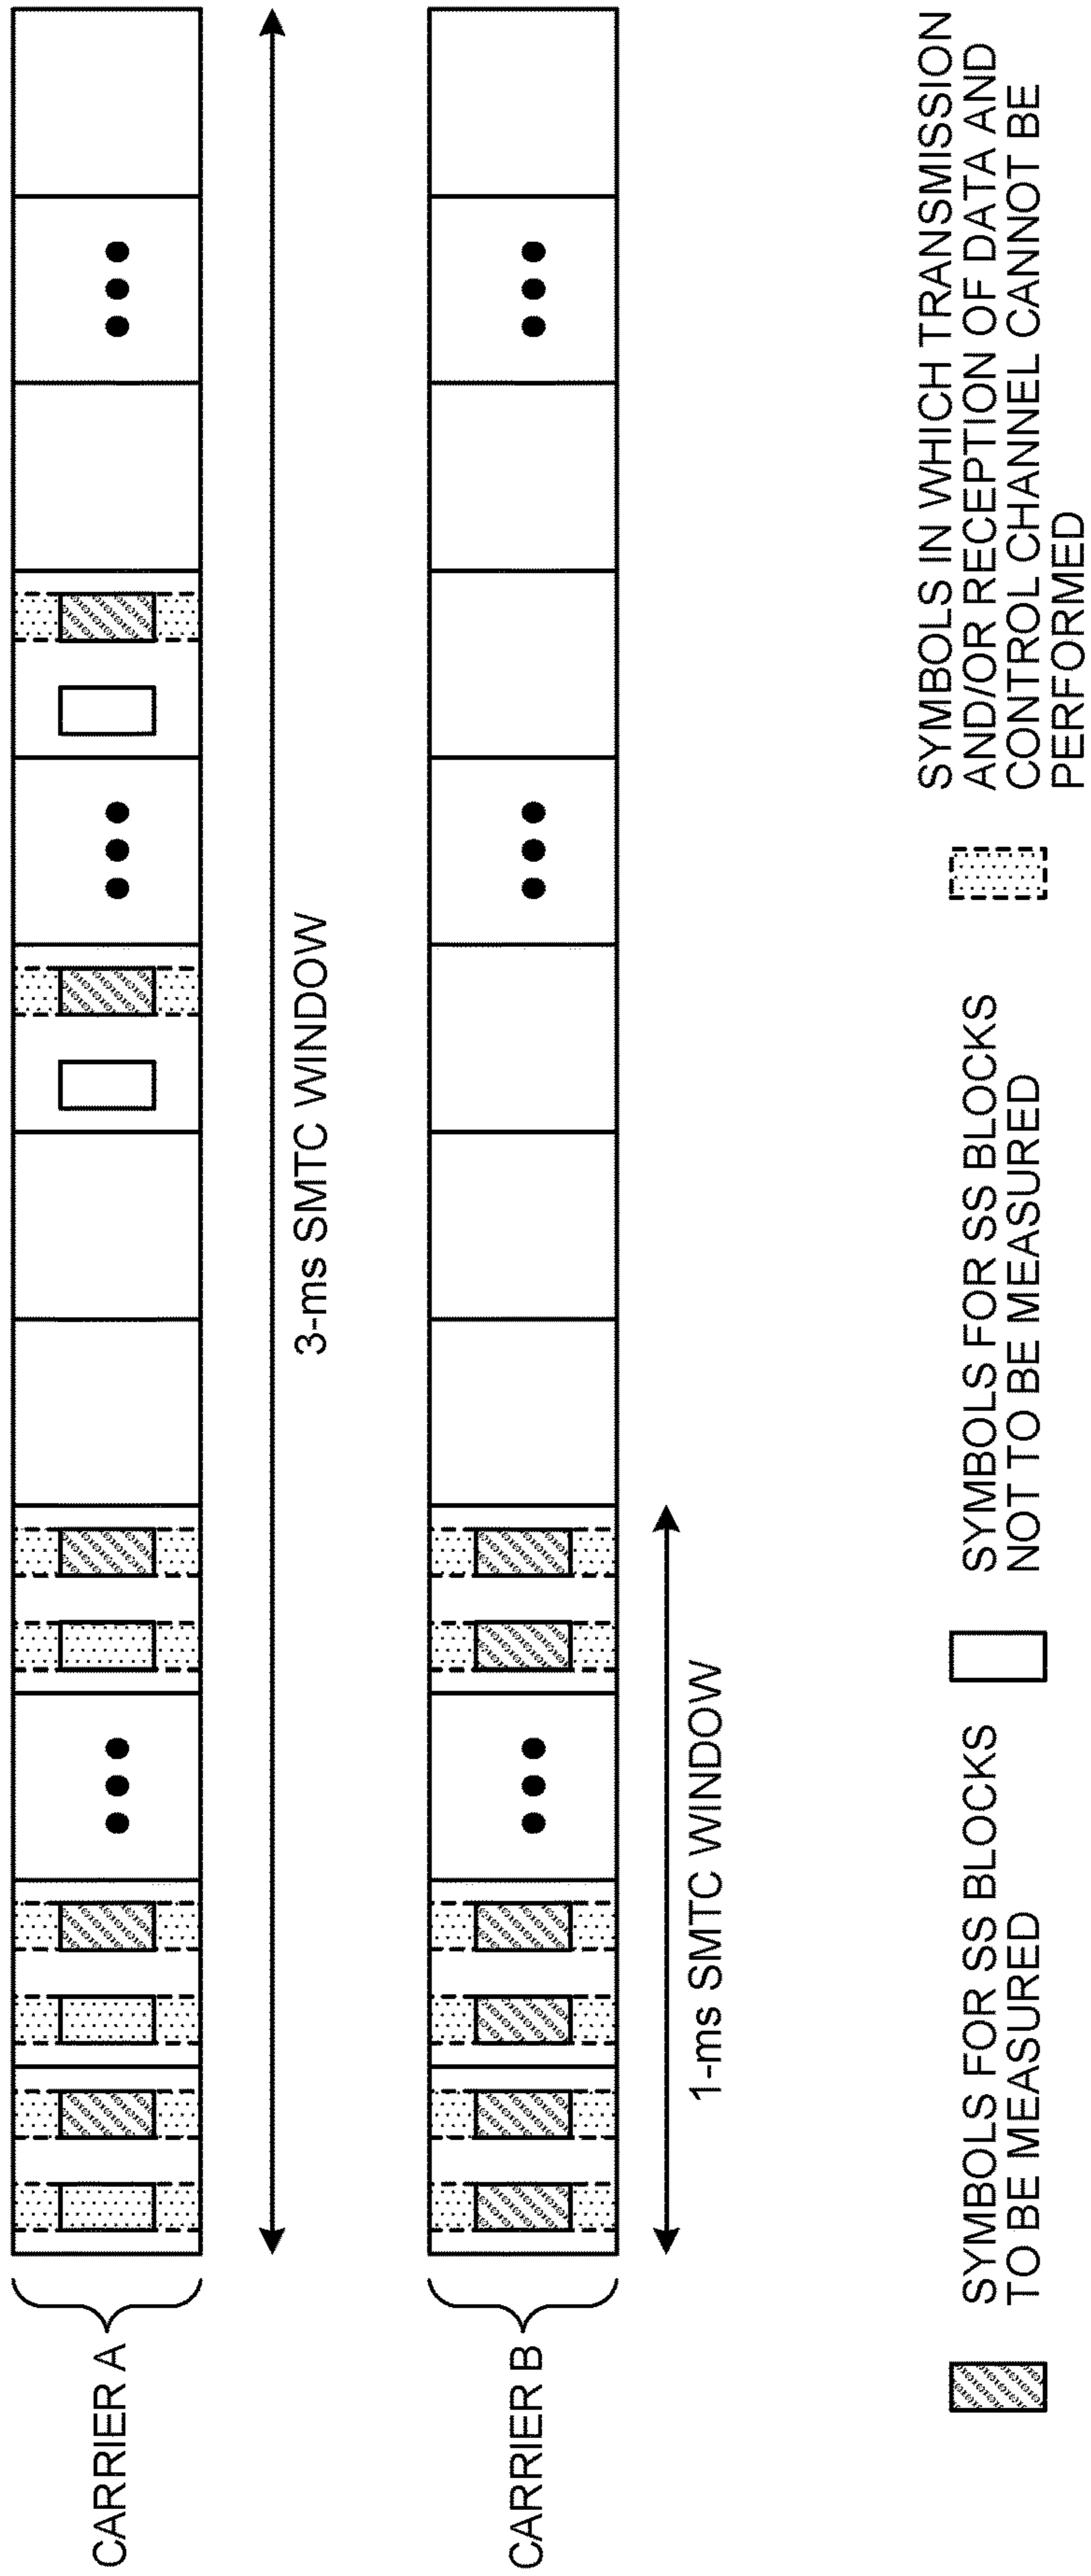 CARRIER A
3-ms SMTC WINDOW
CARRIER B
1-ms SMTC WINDOW
SYMBOLS FOR SS BLOCKS
TO BE MEASURED
SYMBOLS FOR SS BLOCKS
NOT TO BE MEASURED
SYMBOLS IN WHICH TRANSMISSION
AND/OR RECEPTION OF DATA AND
CONTROL CHANNEL CANNOT BE
PERFORMED